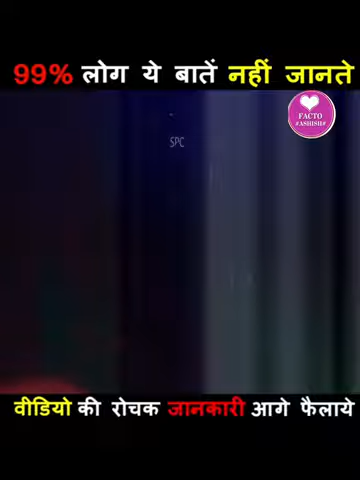 99% लोग ये बातें नहीं जानते
FACTO
#ASHISH#
SPC
वीडियो की रोचक जानकारी आगे फैलाये